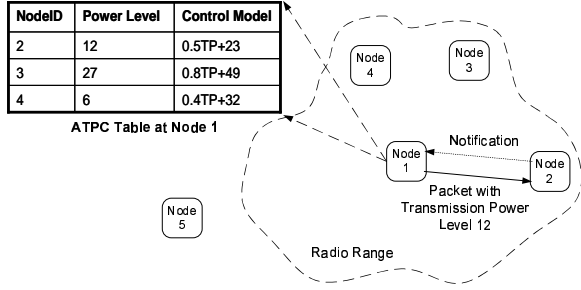 NodeID Power Level Control Model
2 12 0.5TP+23
3 27 0.8TP+49
4 6 0.4TP+32
ATPC Table at Node 1
Node
4
Node
3
Notification
Node
1
Node
2
Packet with
Transmission Power
Level 12
Node
5
Radio Range